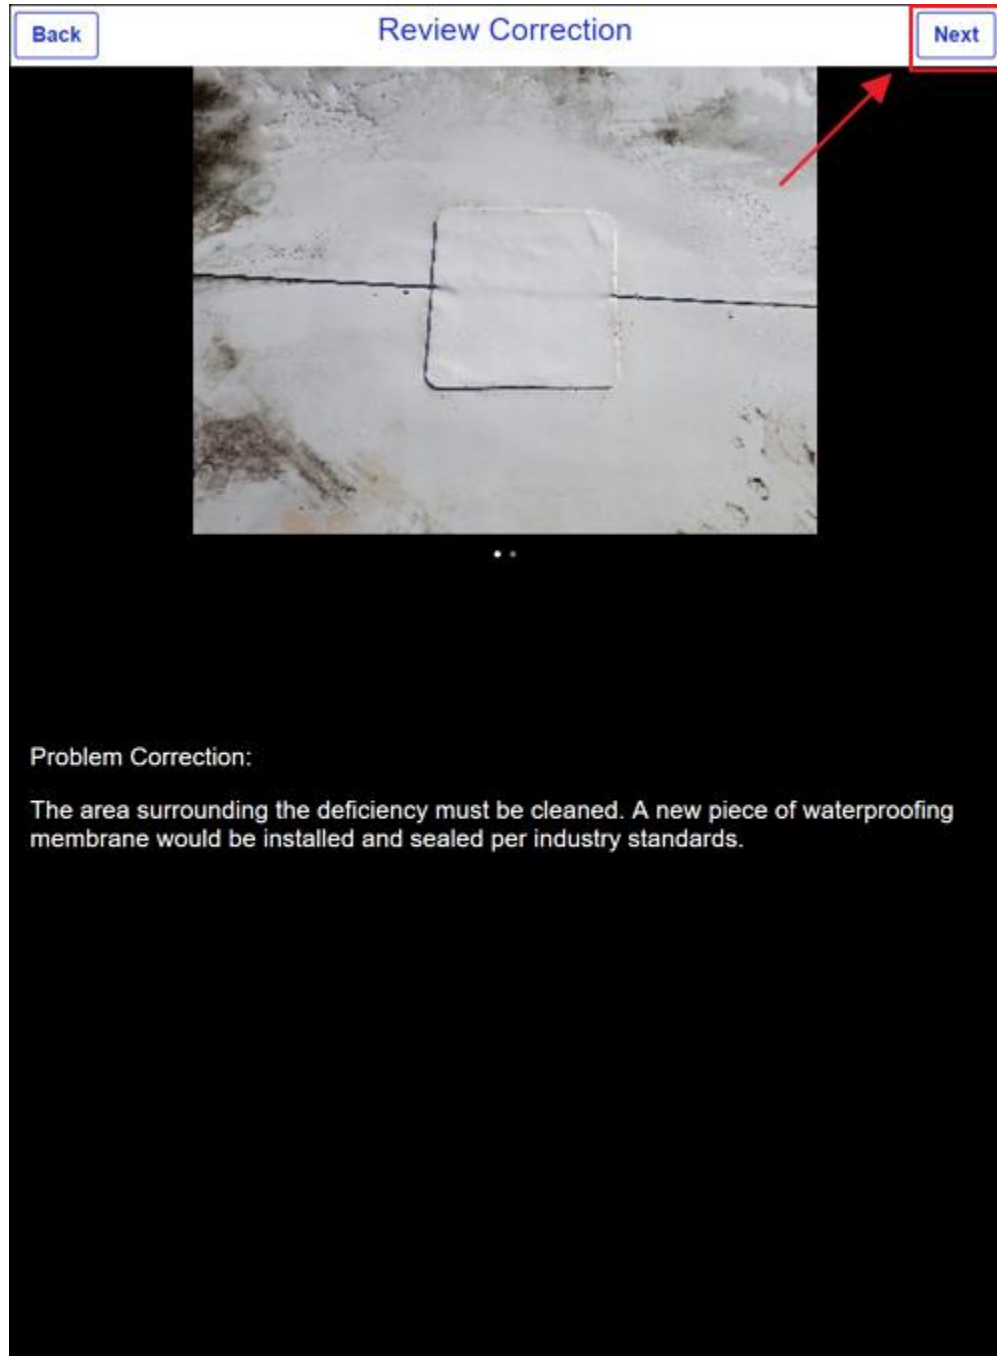 Back
Review Correction
Next
Problem Correction:
The area surrounding the deficiency must be cleaned. A new piece of waterproofing
membrane would be installed and sealed per industry standards.